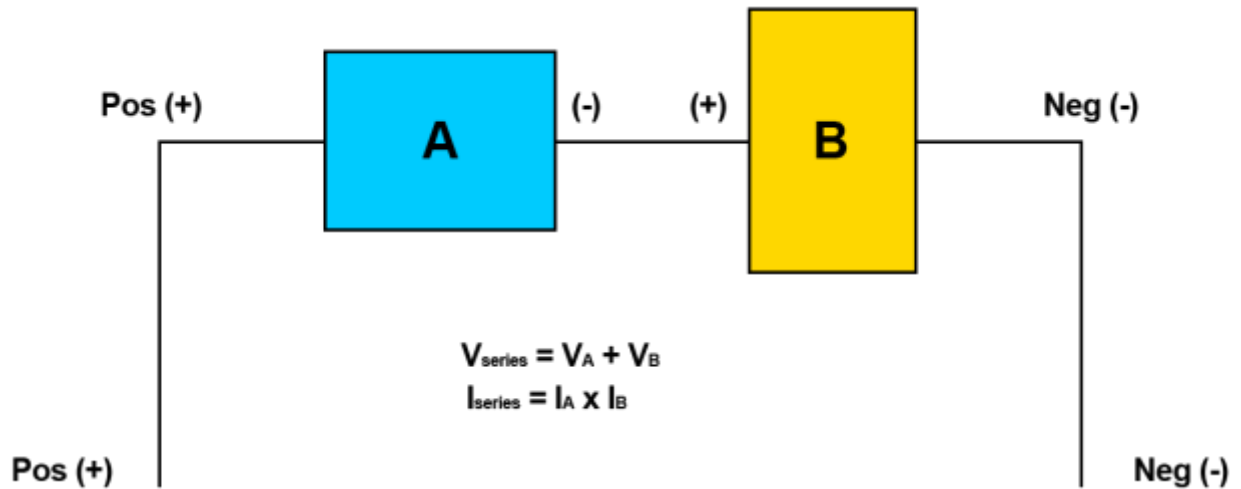 Pos (+)
A
(-)
(+)
B
Neg (-)
Vseries = VA + VB
Iseries = IA x IB
Pos (+)
Neg (-)